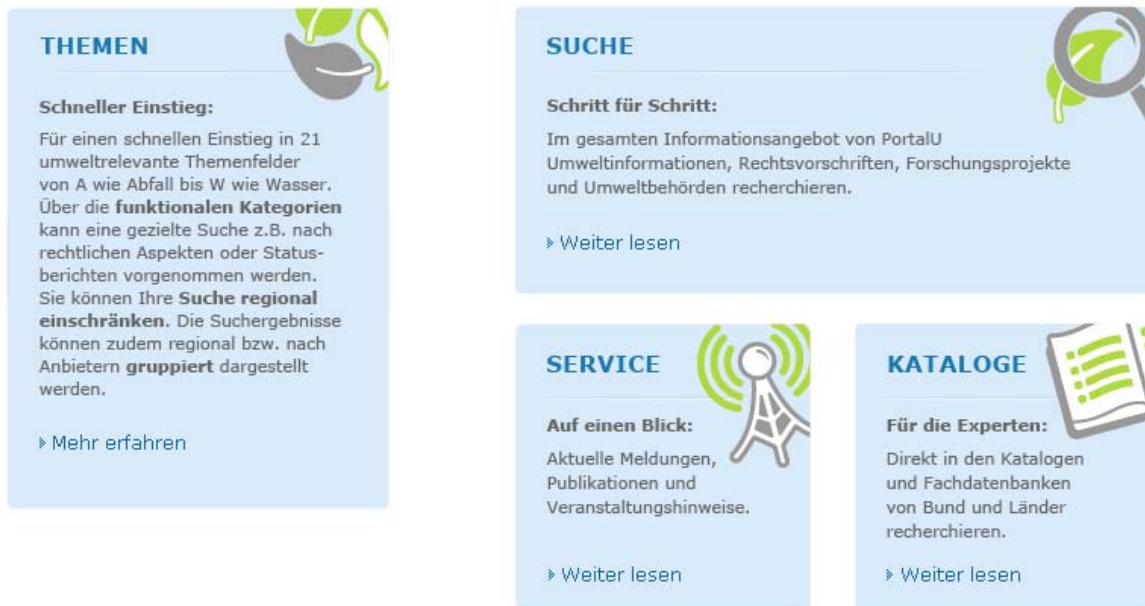 THEMEN
Schneller Einstieg:
Für einen schnellen Einstieg in 21
umweltrelevante Themenfelder
von A wie Abfall bis W wie Wasser.
Über die funktionalen Kategorien
kann eine gezielte Suche z.B. nach
rechtlichen Aspekten oder Status-
berichten vorgenommen werden.
Sie können Ihre Suche regional
einschränken. Die Suchergebnisse
können zudem regional bzw. nach
Anbietern gruppiert dargestellt
werden.
Mehr erfahren
SUCHE
Schritt für Schritt:
Im gesamten Informationsangebot von PortalU
Umweltinformationen, Rechtsvorschriften, Forschungsprojekte
und Umweltbehörden recherchieren.
Weiter lesen
SERVICE
Auf einen Blick:
Aktuelle Meldungen,
Publikationen und
Veranstaltungshinweise.
Weiter lesen
KATALOGE
Für die Experten:
Direkt in den Katalogen
und Fachdatenbanken
von Bund und Länder
recherchieren.
Weiter lesen